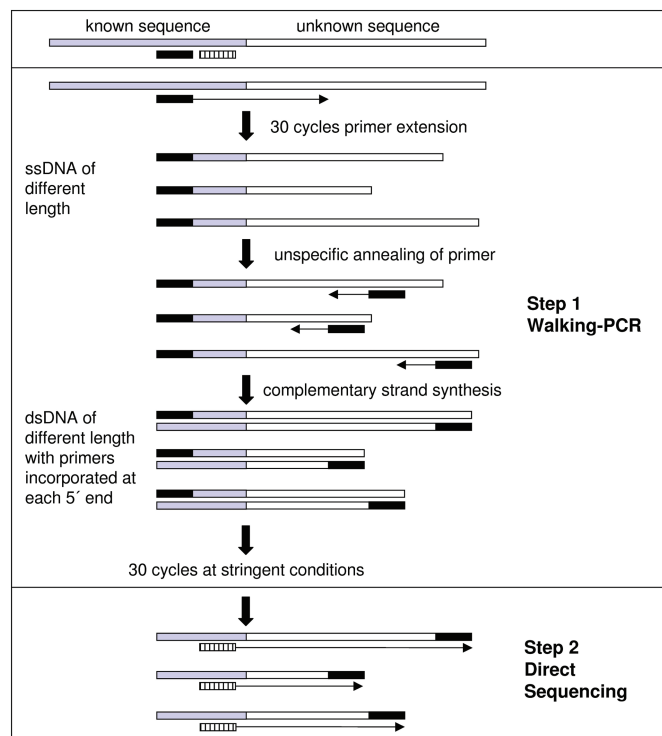 known sequence
unknown sequence
30 cycles primer extension
ssDNA of
different
length
unspecific annealing of primer
Step 1
Walking-PCR
complementary strand synthesis
dsDNA of
different length
with primers
incorporated at
each 5´ end
30 cycles at stringent conditions
Step 2
Direct
Sequencing